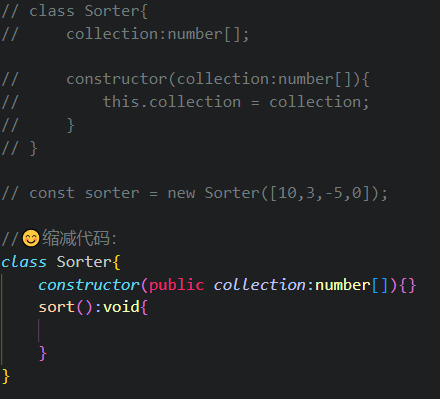 // class Sorter{
//     collection:number[];
//     constructor(collection:number[]){
//         this.collection = collection;
//     }
// }
// const sorter = new Sorter([10,3,-5,0]);
//😊缩减代码：
class Sorter{
    constructor(public collection:number[]){}
    sort():void{
    }
}